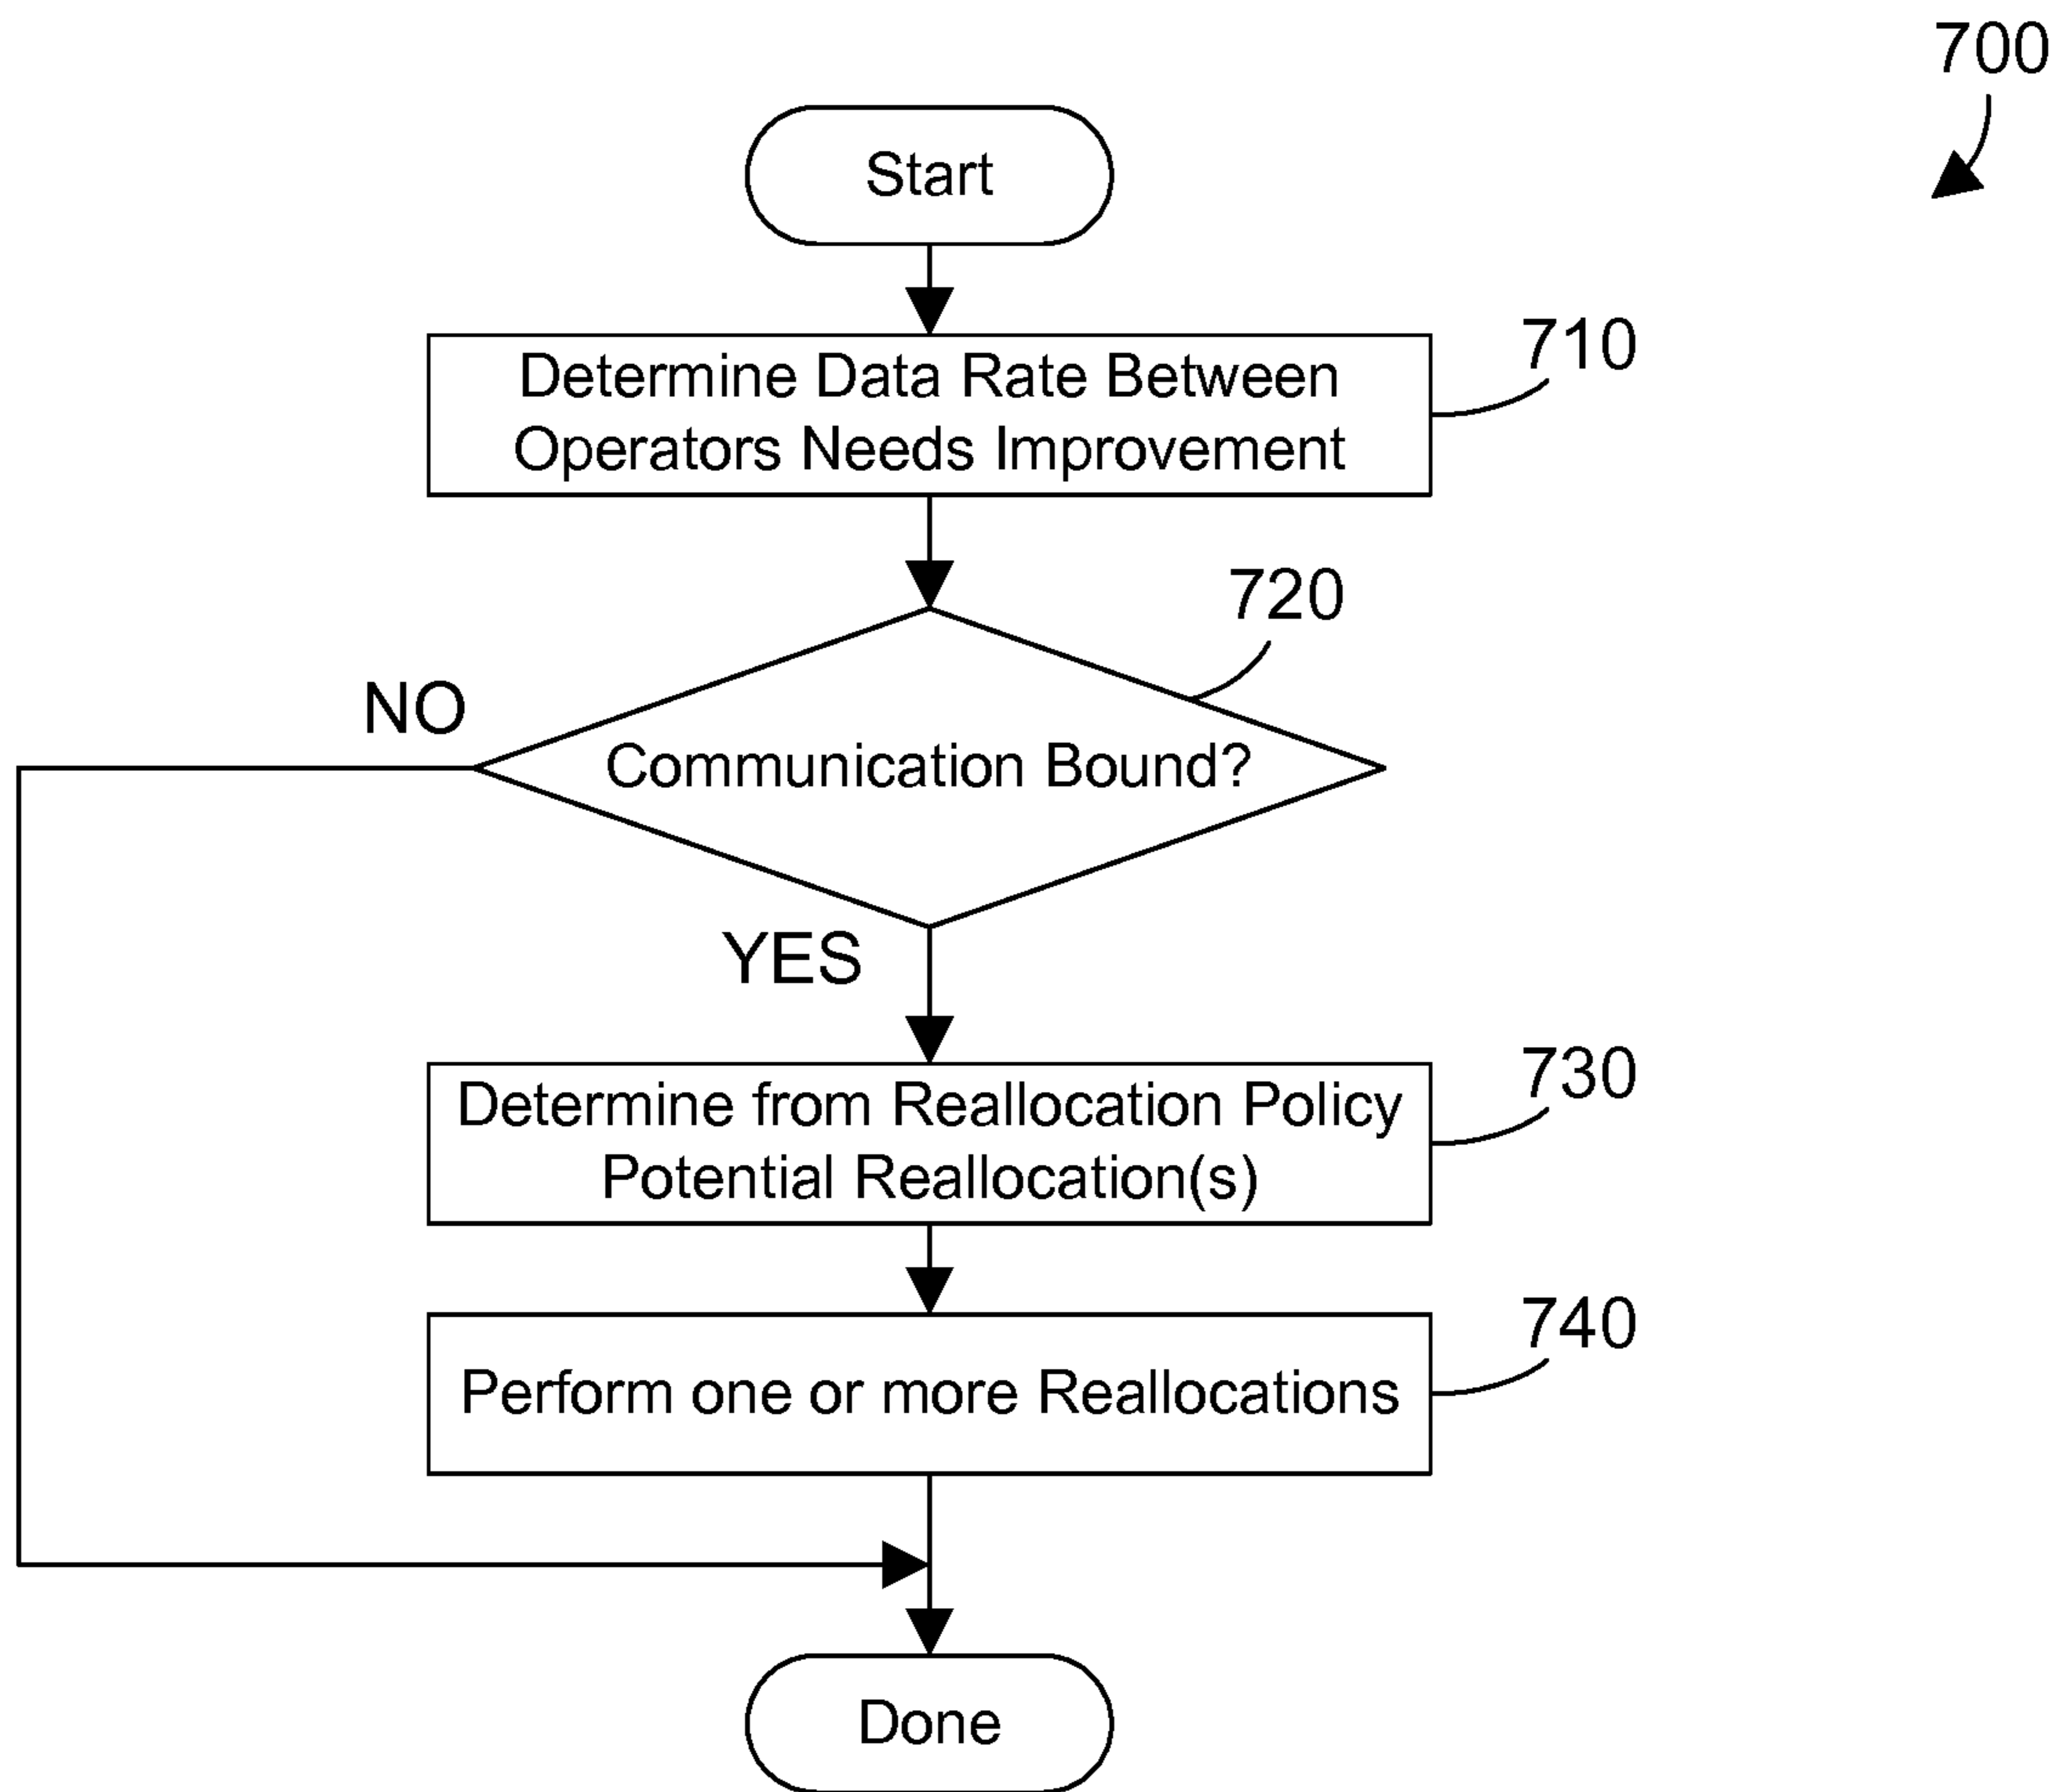 700
Start
Determine Data Rate Between
Operators Needs Improvement
710
720
NO
Communication Bound?
YES
Determine from Reallocation Policy
Potential Reallocation(s)
730
Perform one or more Reallocations
740
Done